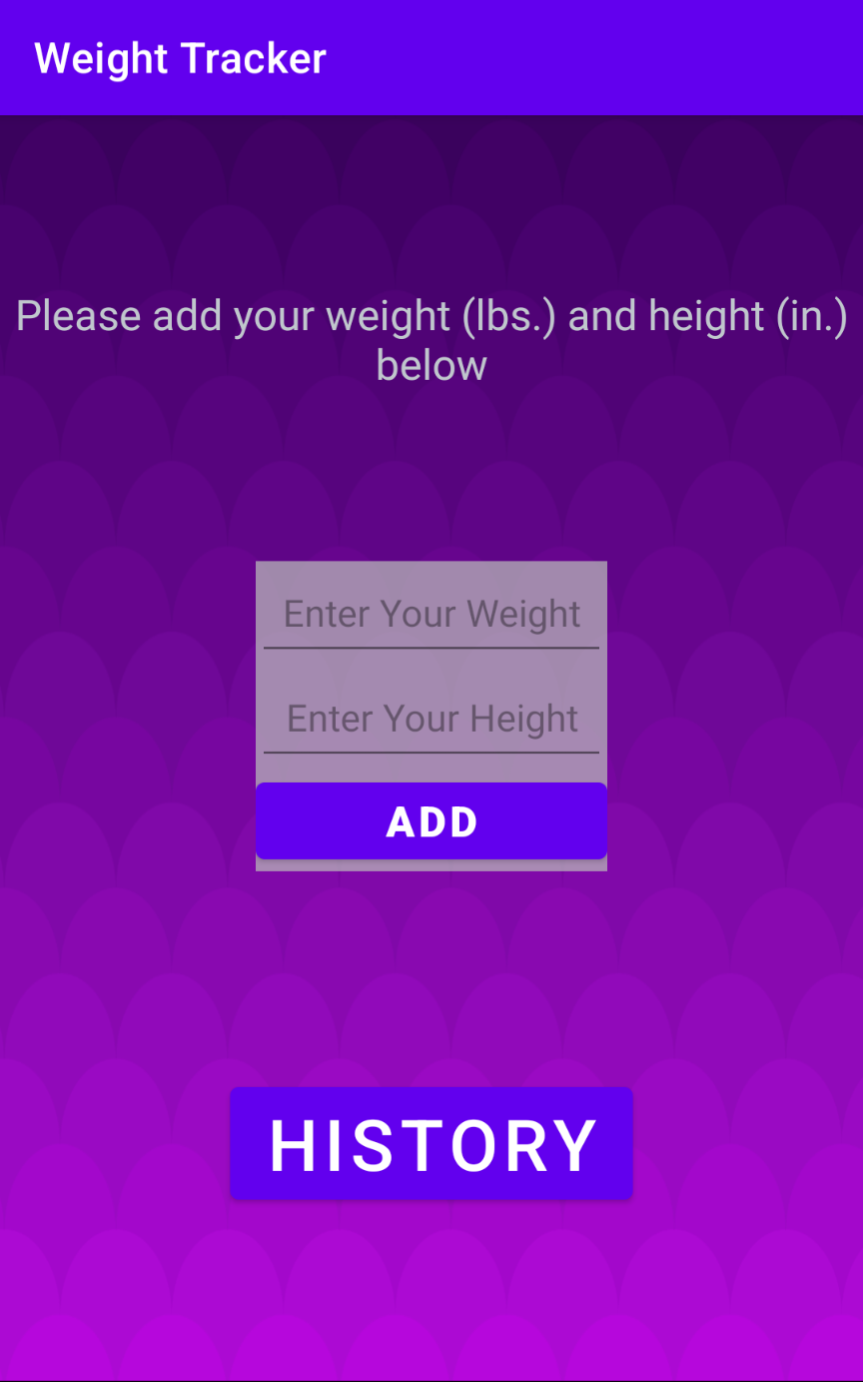 Weight Tracker
Please add your weight (lbs.) and height (in.)
below
Enter Your Weight
Enter Your Height
ADD
HISTORY